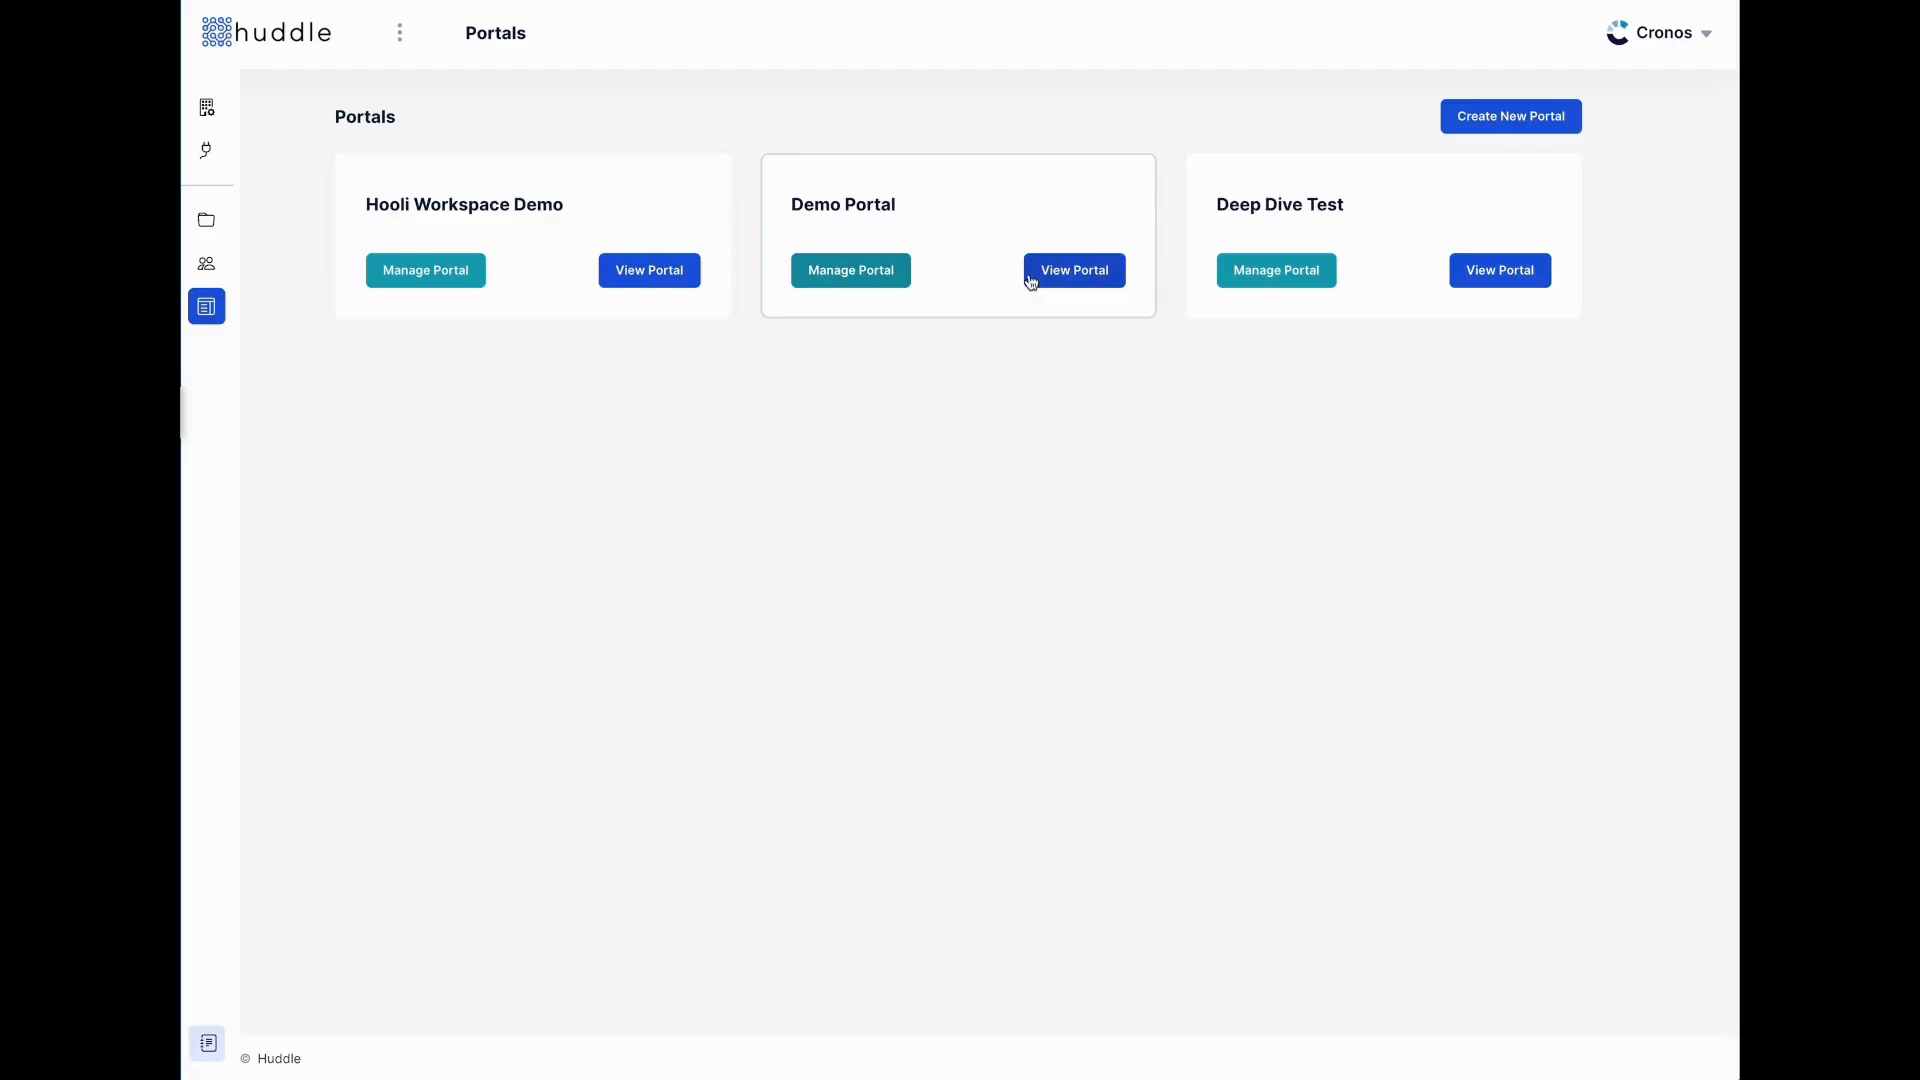 huddle
Portals
Cronos
Portals
Create New Portal
Hooli Workspace Demo
Manage Portal
View Portal
Demo Portal
Manage Portal
View Portal
Deep Dive Test
Manage Portal
View Portal
© Huddle